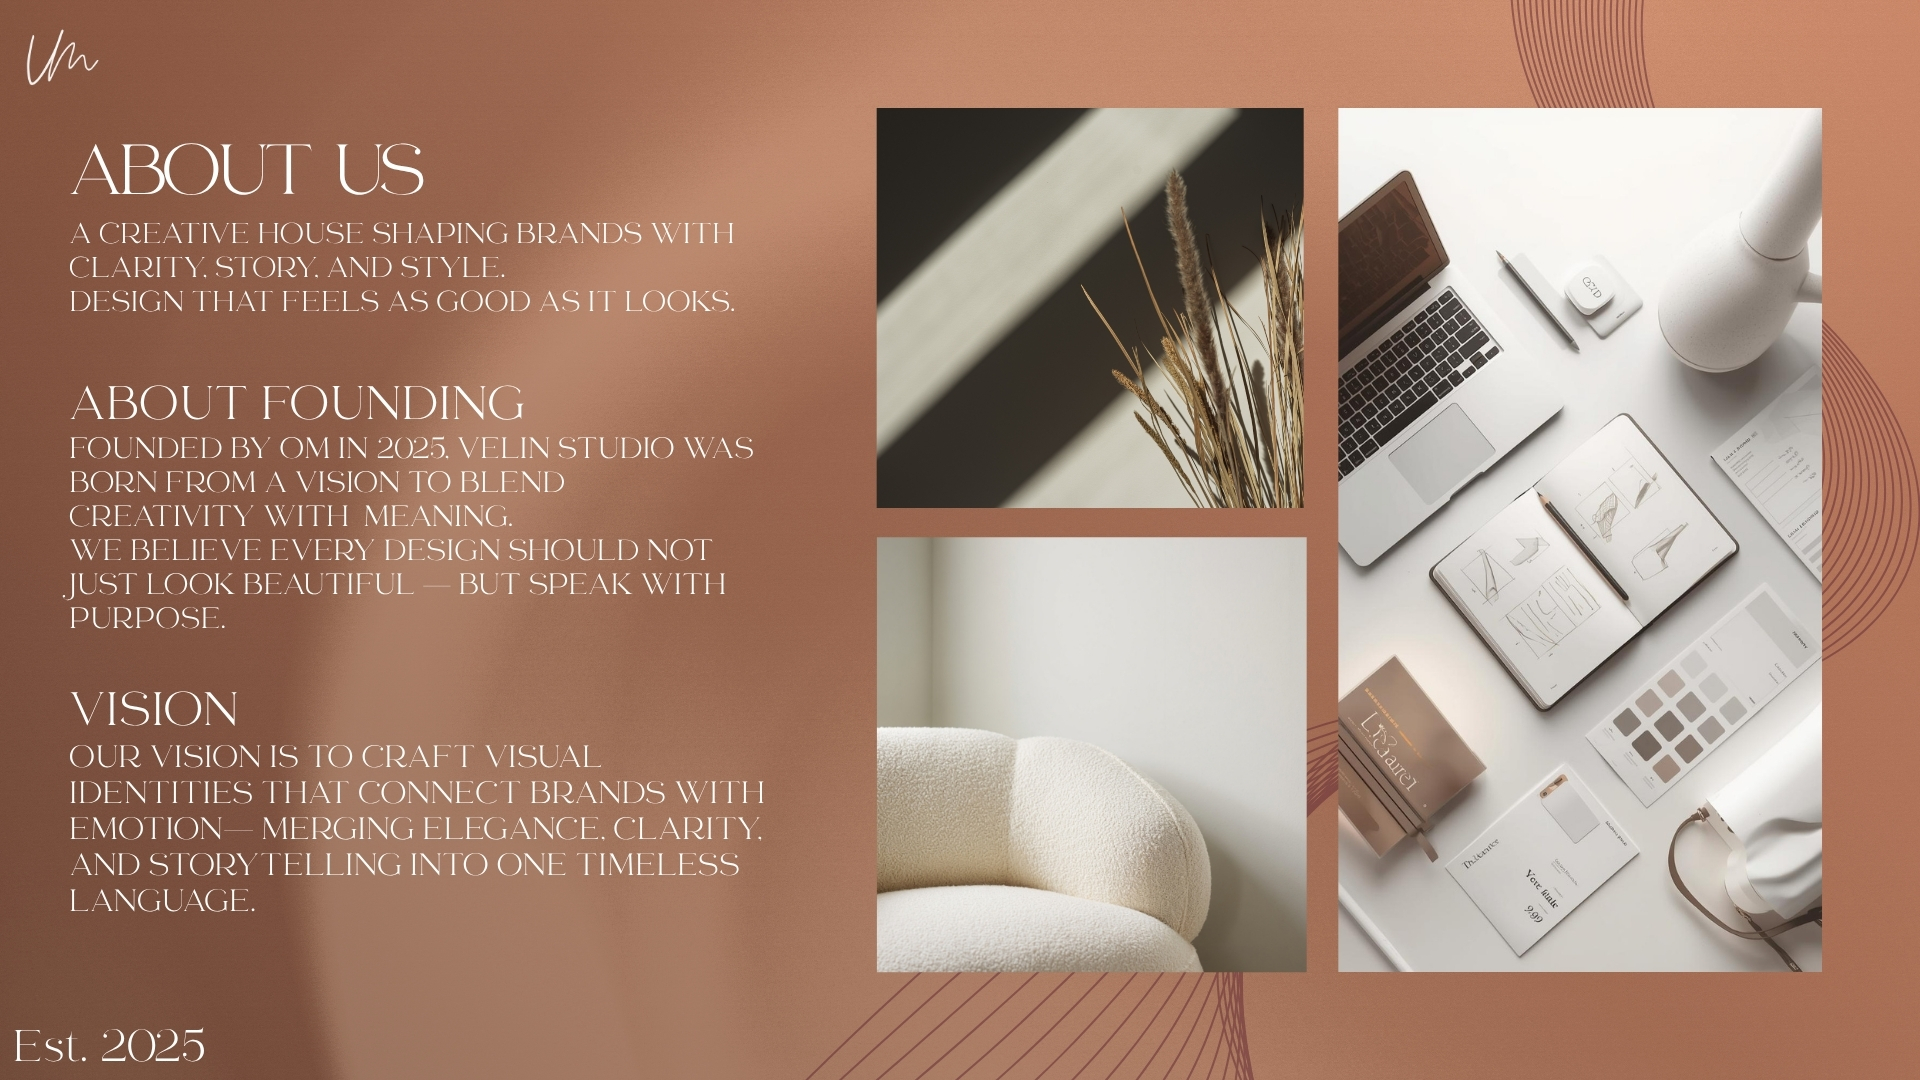 ABOUT US
A CREATIVE HOUSE SHAPING BRANDS WITH
CLARITY, STORY, AND STYLE.
DESIGN THAT FEELS AS GOOD AS IT LOOKS.
ABOUT FOUNDING
FOUNDED BY OM IN 2025, VELIN STUDIO WAS
BORN FROM A VISION TO BLEND
CREATIVITY WITH MEANING.
WE BELIEVE EVERY DESIGN SHOULD NOT
JUST LOOK BEAUTIFUL — BUT SPEAK WITH
PURPOSE.
VISION
OUR VISION IS TO CRAFT VISUAL
IDENTITIES THAT CONNECT BRANDS WITH
EMOTION— MERGING ELEGANCE, CLARITY,
AND STORYTELLING INTO ONE TIMELESS
LANGUAGE.
Est. 2025